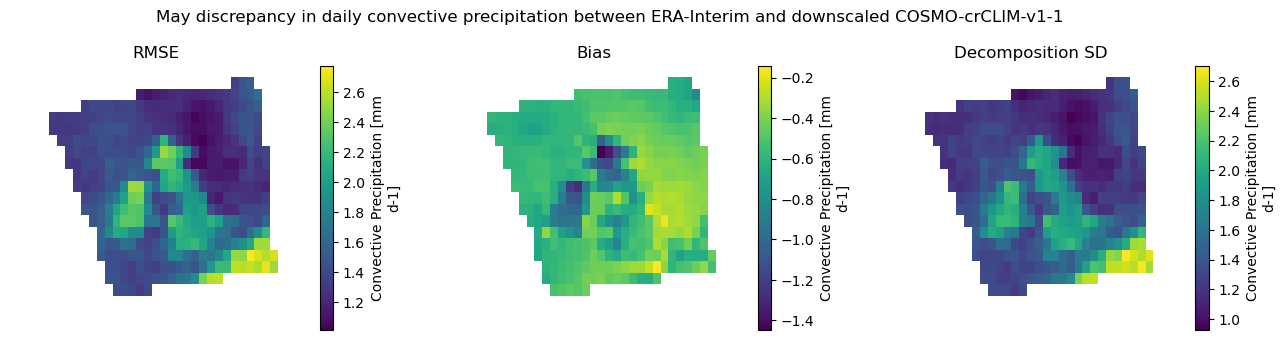 May discrepancy in daily convective precipitation between ERA-Interim and downscaled COSMO-crCLIM-v1-1
RMSE
2.6
2.4
2.2
2.0
1.8
1.6
1.4
1.2
Convective Precipitation [mm
d-1]
Bias
−0.2
−0.4
−0.6
−0.8
−1.0
−1.2
−1.4
Convective Precipitation [mm
d-1]
Decomposition SD
2.6
2.4
2.2
2.0
1.8
1.6
1.4
1.2
1.0
Convective Precipitation [mm
d-1]